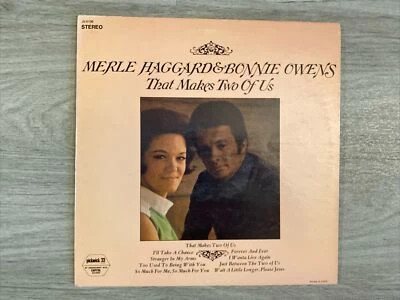 STEREO
MERLE HAGGARD & BONNIE OWENS
That Makes Two Of Us
That Makes Two Of Us
I'll Take A Chance
Forever And Ever
Stranger In My Arms
I Wanta Live Again
Too Used To Being With You
Just Between The Two of Us
So Much For Me, So Much For You
Wait A Little Longer, Please Jesus
pickwick/33